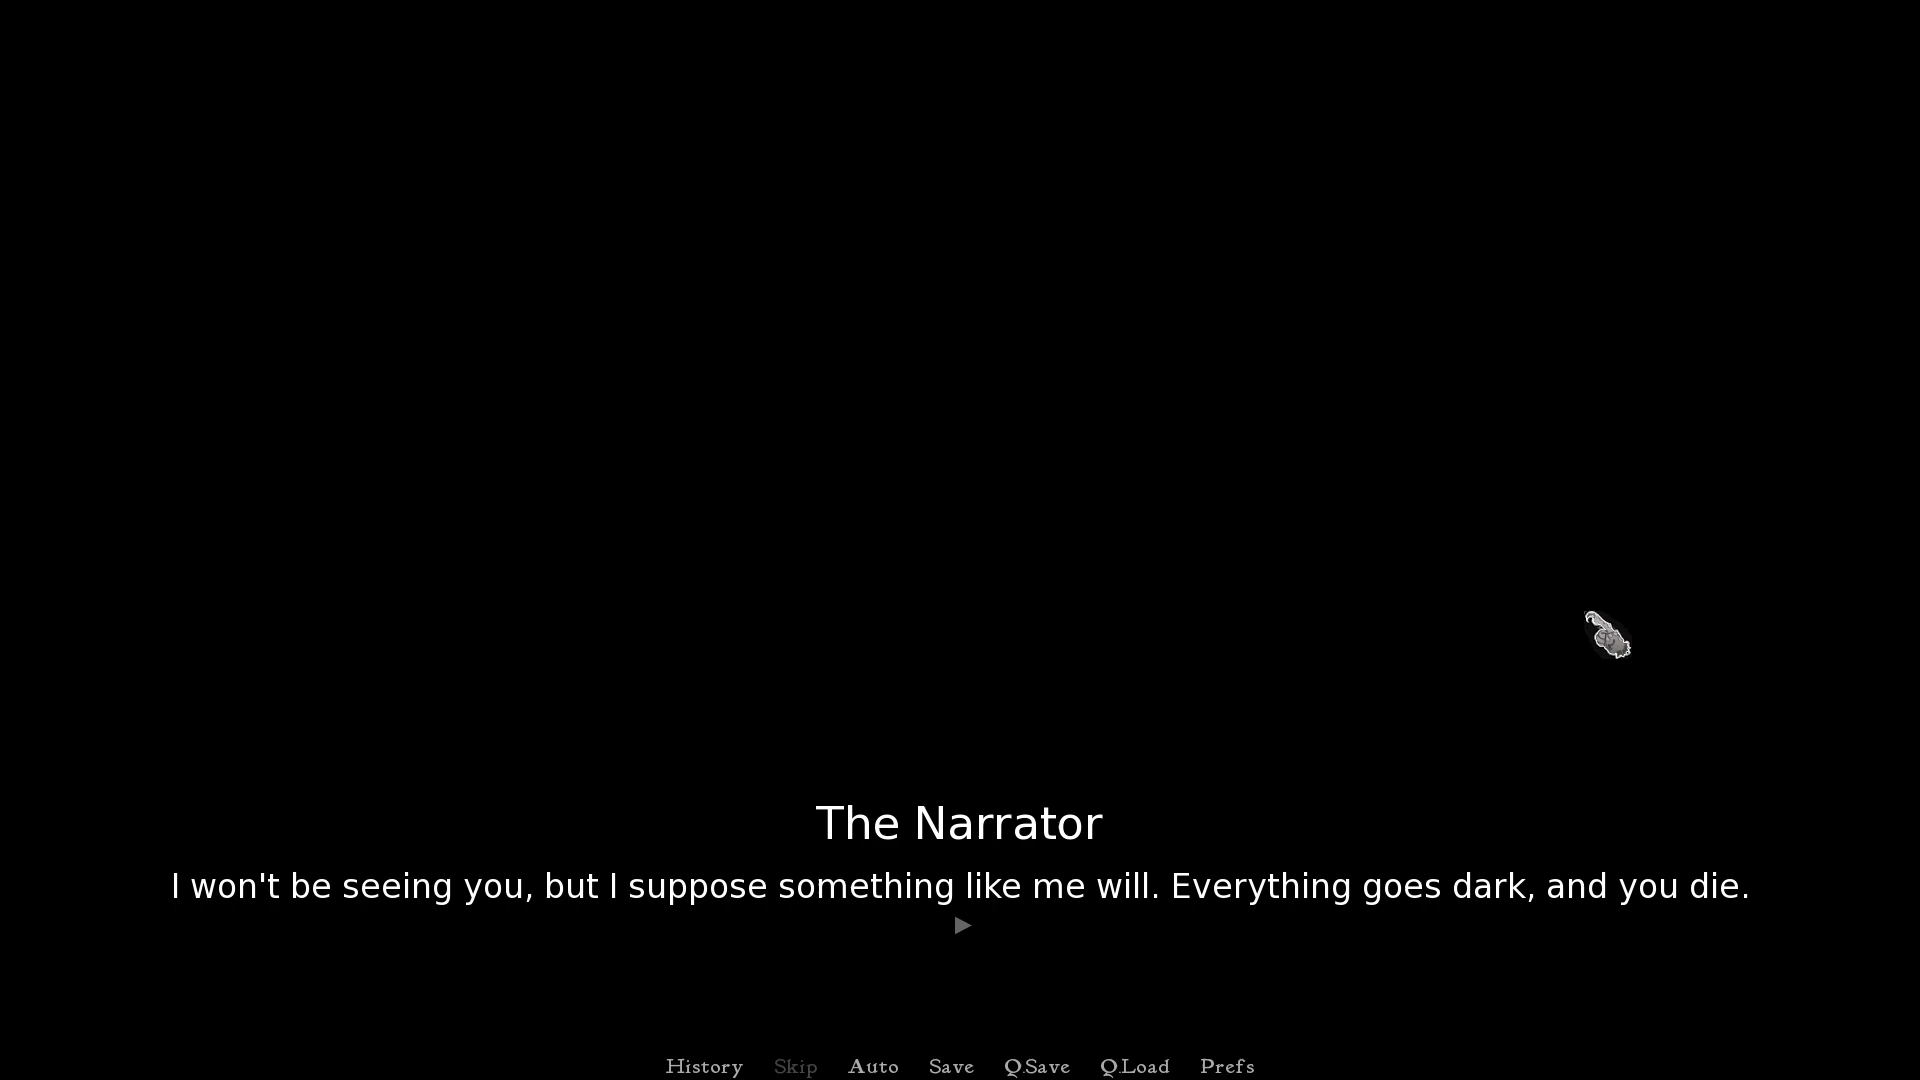 The Narrator
I won't be seeing you, but I suppose something like me will. Everything goes dark, and you die.
History Skip Auto Save Q.Save Q.Load Prefs